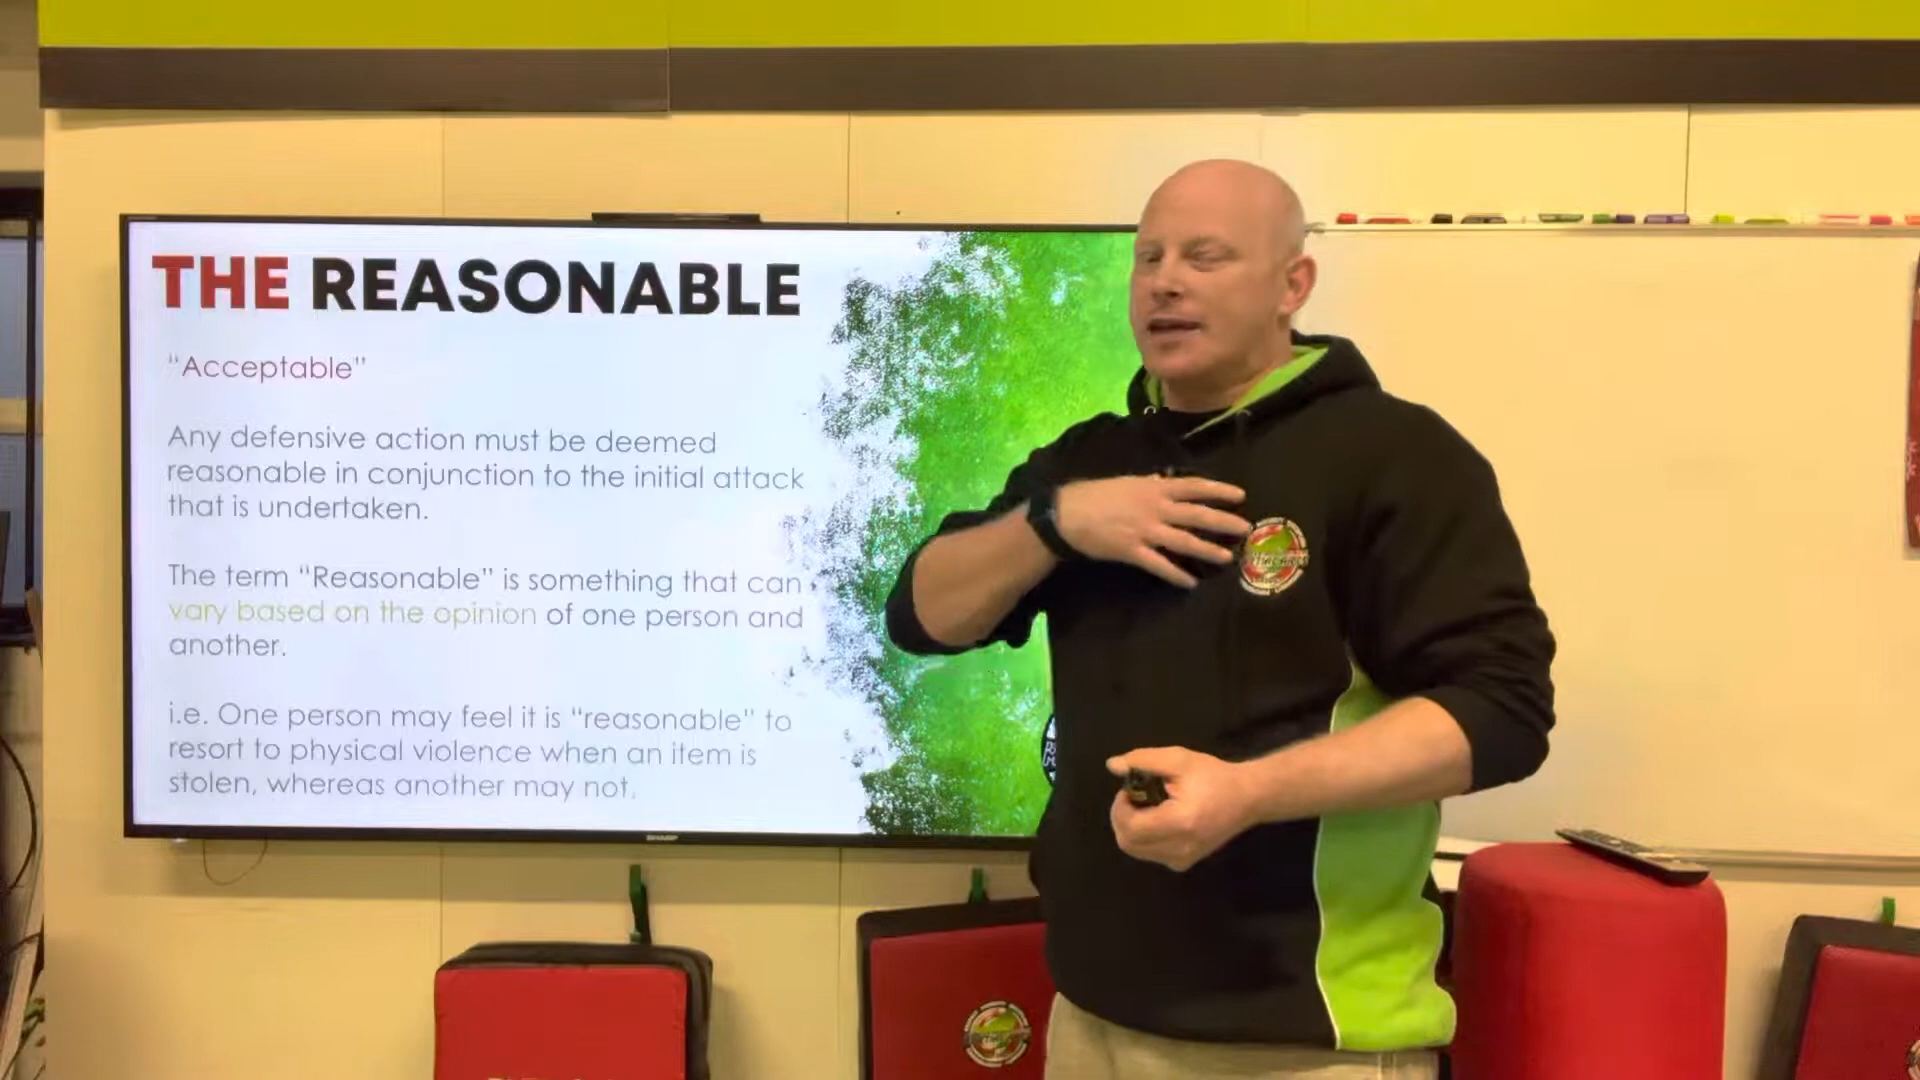 THE REASONABLE
“Acceptable”
Any defensive action must be deemed
reasonable in conjunction to the initial attack
that is undertaken.
The term “Reasonable” is something that can
vary based on the opinion of one person and
another.
i.e. One person may feel it is “reasonable” to
resort to physical violence when an item is
stolen, whereas another may not.
SHARP